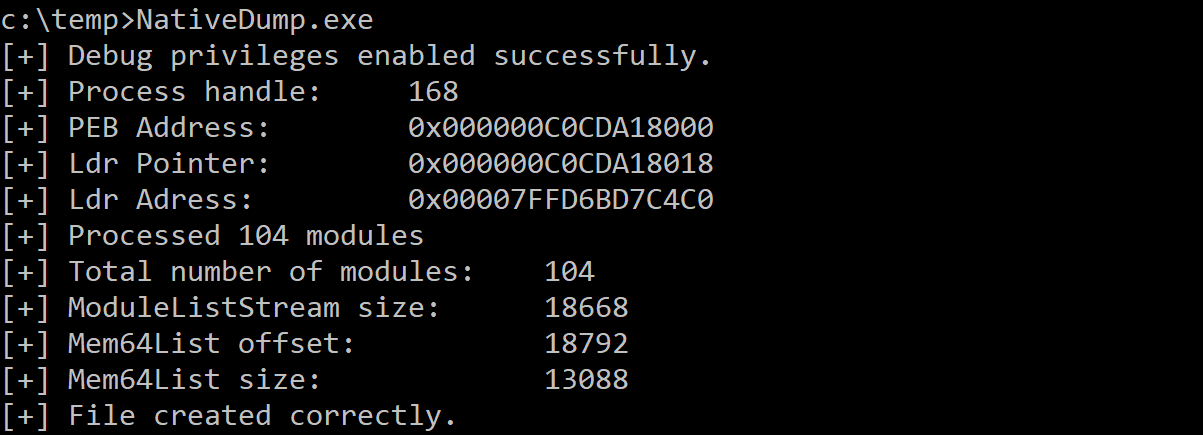 c:\temp>NativeDump.exe
[+] Debug privileges enabled successfully.
[+] Process handle: 168
[+] PEB Address: 0x000000C0CDA18000
[+] Ldr Pointer: 0x000000C0CDA18018
[+] Ldr Adress: 0x00007FFD6BD7C4C0
[+] Processed 104 modules
[+] Total number of modules: 104
[+] ModuleListStream size: 18668
[+] Mem64List offset: 18792
[+] Mem64List size: 13088
[+] File created correctly.